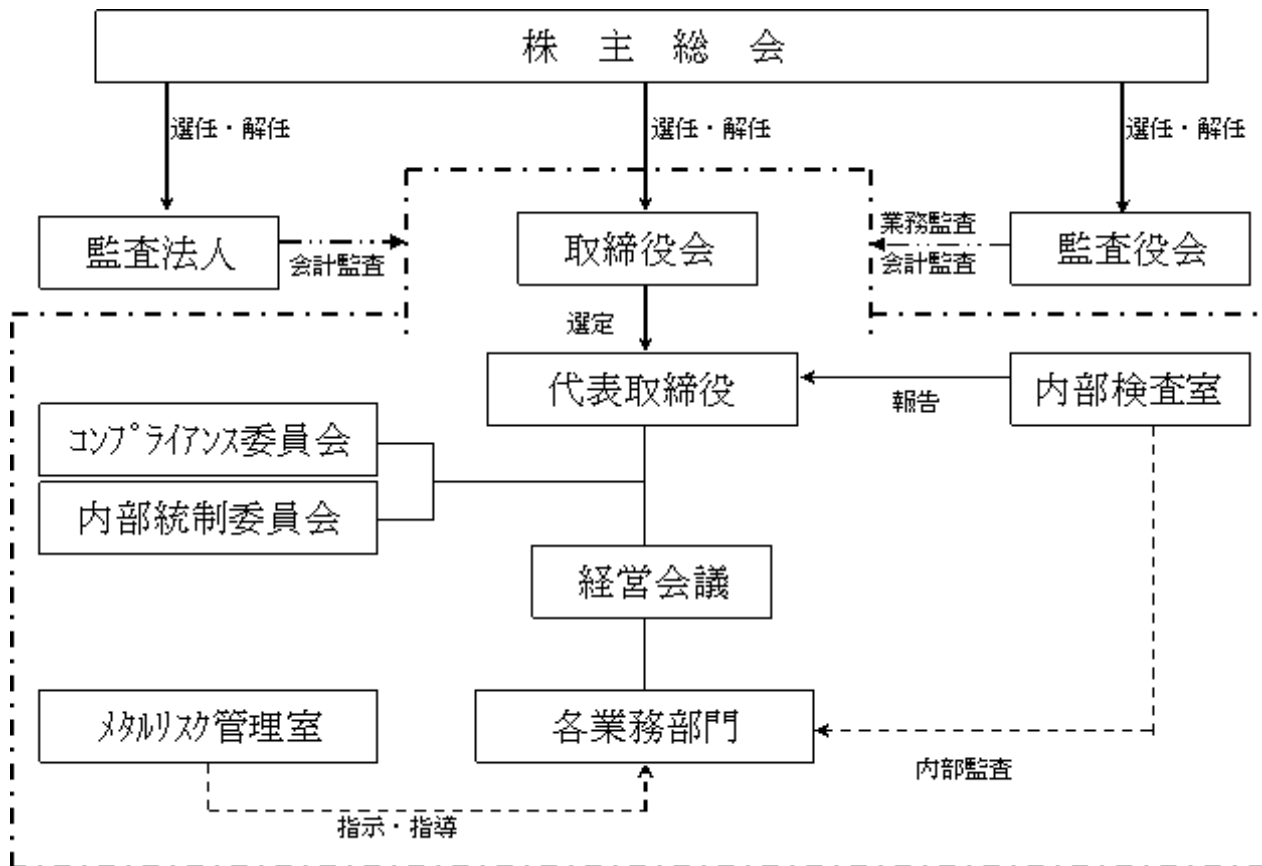 株主総会
選任・解任
選任・解任
選任・解任
監査法人
会計監査
取締役会
業務監査
会計監査
監査役会
選定
代表取締役
報告
内部検査室
ｺﾝﾌﾟﾗｲｱﾝｽ委員会
内部統制委員会
経営会議
ﾒﾀﾙﾘｽｸ管理室
各業務部門
内部監査
指示・指導